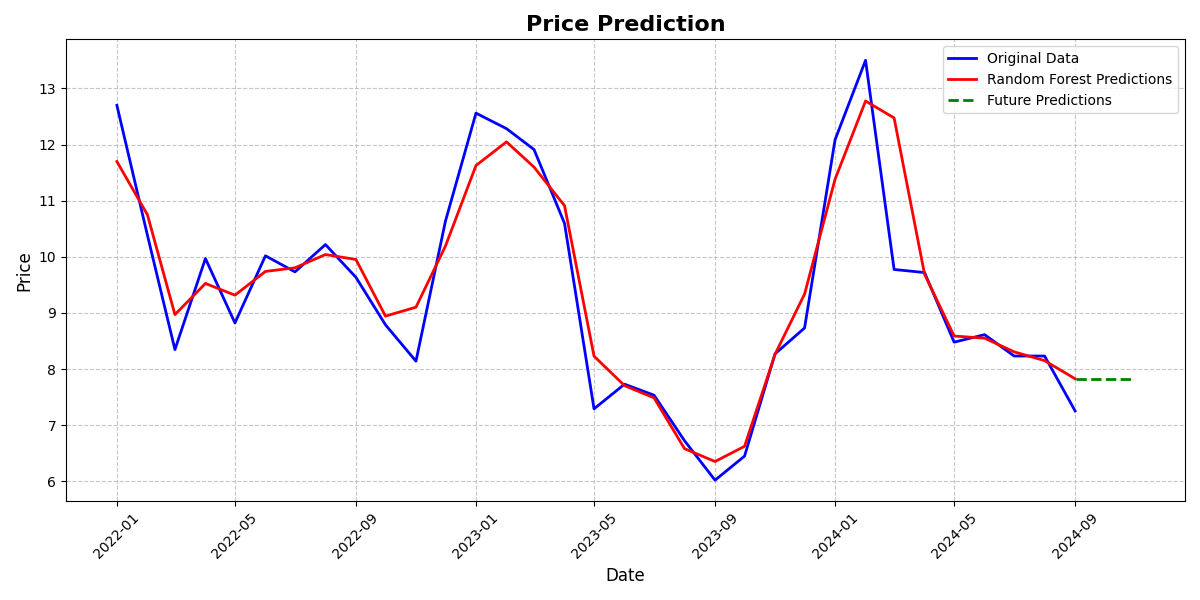 Price Prediction
Original Data
Random Forest Predictions
Future Predictions
Price
13
12
11
10
9
8
7
6
2022-01
2022-05
2022-09
2023-01
2023-05
2023-09
2024-01
2024-05
2024-09
Date